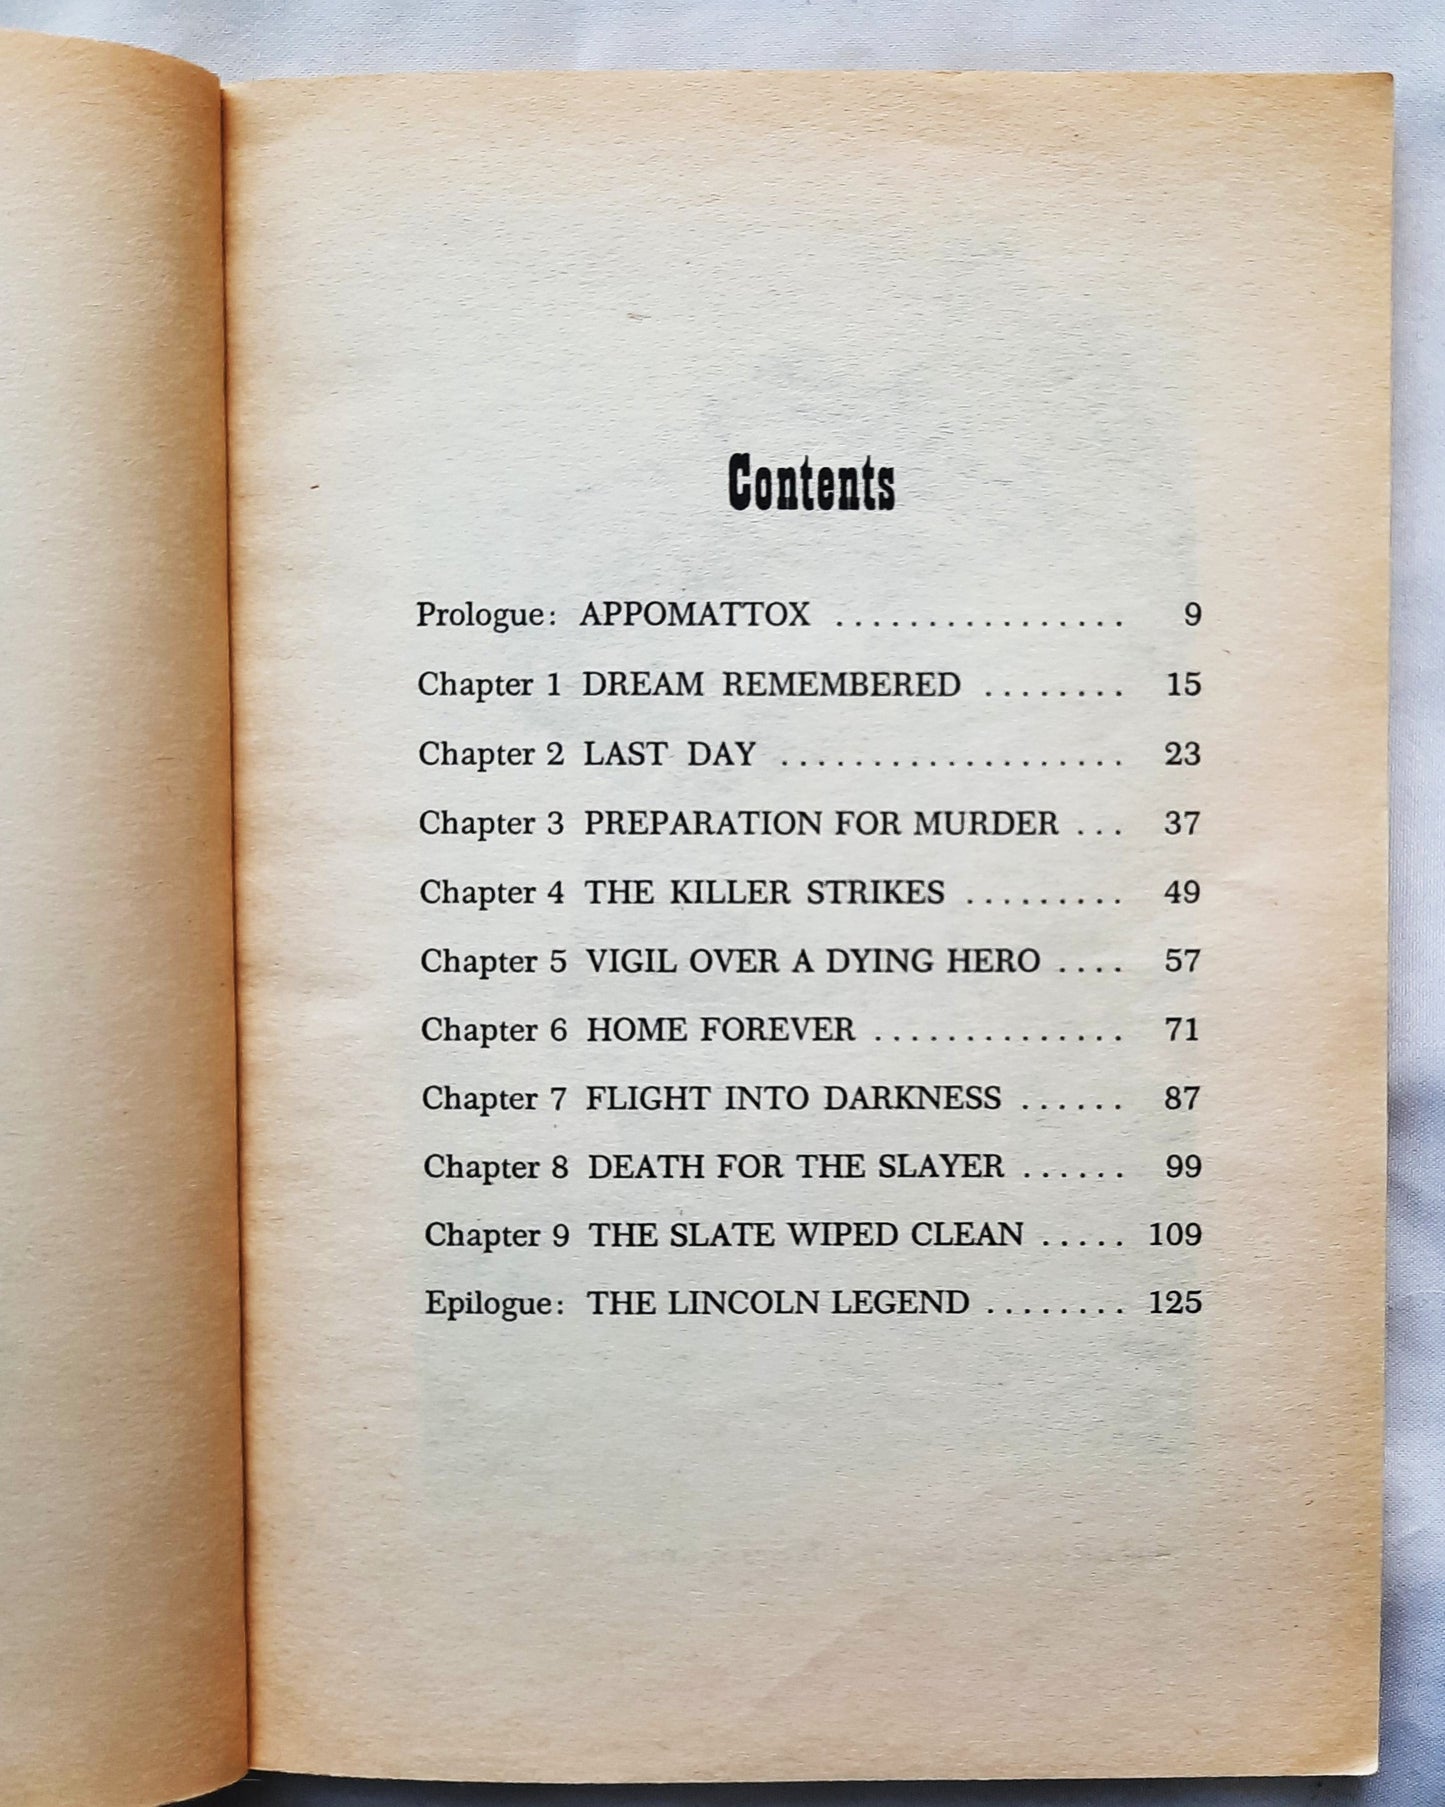 Contents
Prologue: APPOMATTOX ................ 9
Chapter 1 DREAM REMEMBERED ........ 15
Chapter 2 LAST DAY ................... 23
Chapter 3 PREPARATION FOR MURDER ... 37
Chapter 4 THE KILLER STRIKES ......... 49
Chapter 5 VIGIL OVER A DYING HERO .... 57
Chapter 6 HOME FOREVER .............. 71
Chapter 7 FLIGHT INTO DARKNESS ...... 87
Chapter 8 DEATH FOR THE SLAYER ...... 99
Chapter 9 THE SLATE WIPED CLEAN ..... 109
Epilogue: THE LINCOLN LEGEND ........ 125